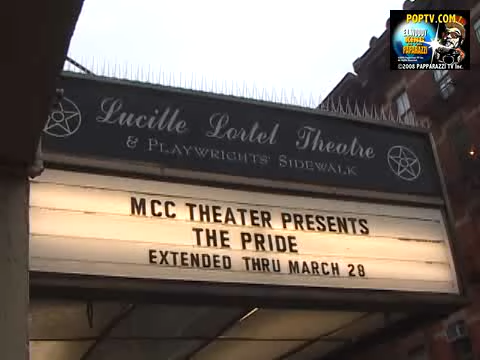 POPTV.COM
©2008 PAPPARAZZI TV Inc.
Lucille Lortel Theatre
& PLAYWRIGHTS' SIDEWALK
MCC THEATER PRESENTS
THE PRIDE
EXTENDED THRU MARCH 28